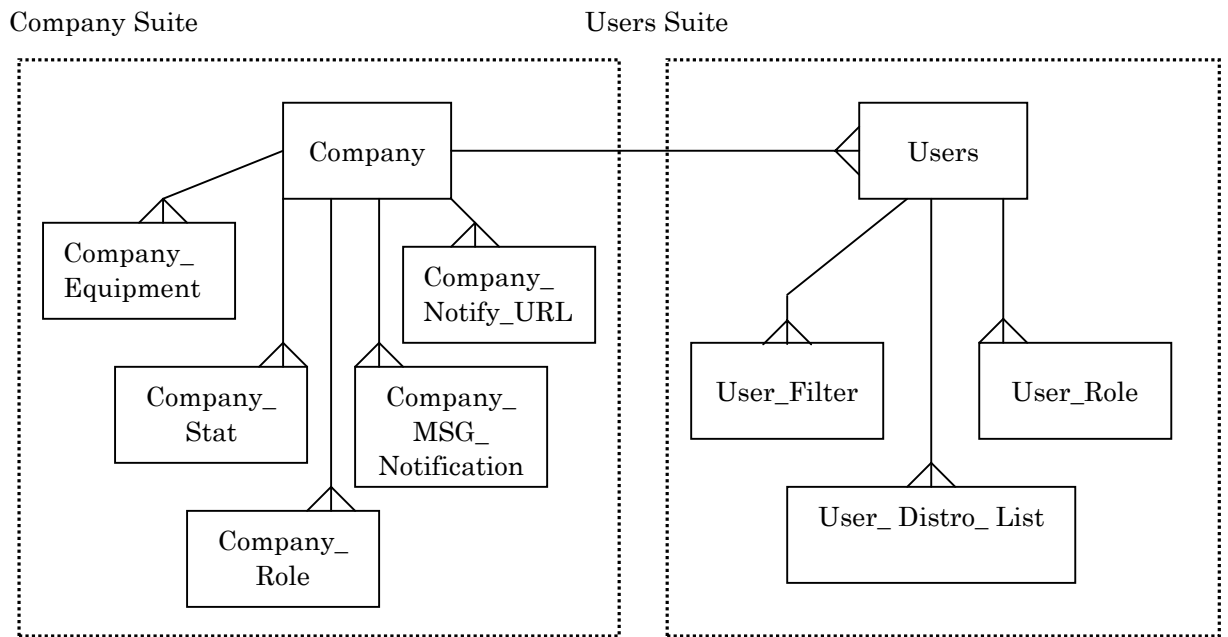 Company Suite
Users Suite
Company
Users
Company_
Equipment
Company_
Notify_URL
Company_
Stat
Company_
MSG_
Notification
Company_
Role
User_Filter
User_Role
User_ Distro_ List